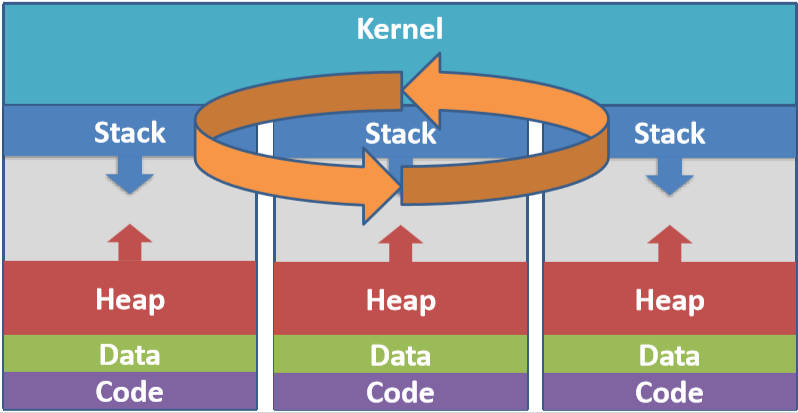 Kernel
Stack Stack Stack
Heap Heap Heap
Data Data Data
Code Code Code